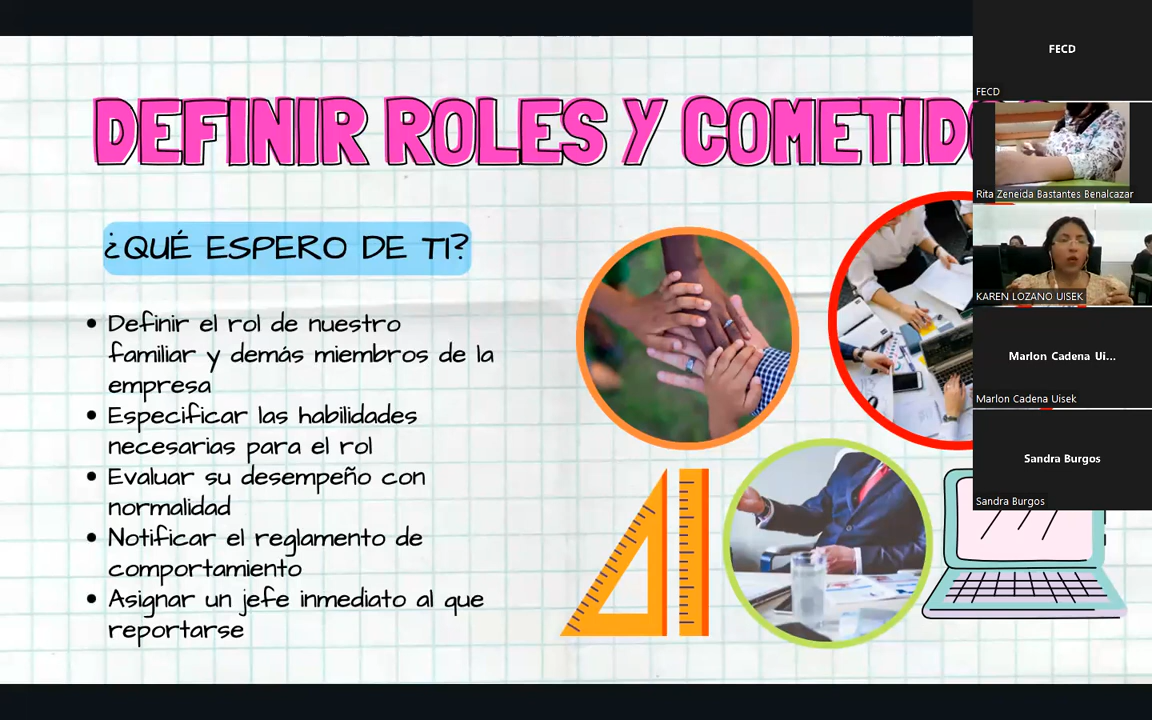 DEFINIR ROLES Y COMETIDO
¿QUÉ ESPERO DE TI?
• Definir el rol de nuestro
familiar y demás miembros de la
empresa
• Especificar las habilidades
necesarias para el rol
• Evaluar su desempeño con
normalidad
• Notificar el reglamento de
comportamiento
• Asignar un jefe inmediato al que
reportarse
FECD
FECD
Rita Zeneida Bastantes Benalcazar
KAREN LOZANO UISEK
Marlon Cadena Ui...
Marlon Cadena Uisek
Sandra Burgos
Sandra Burgos